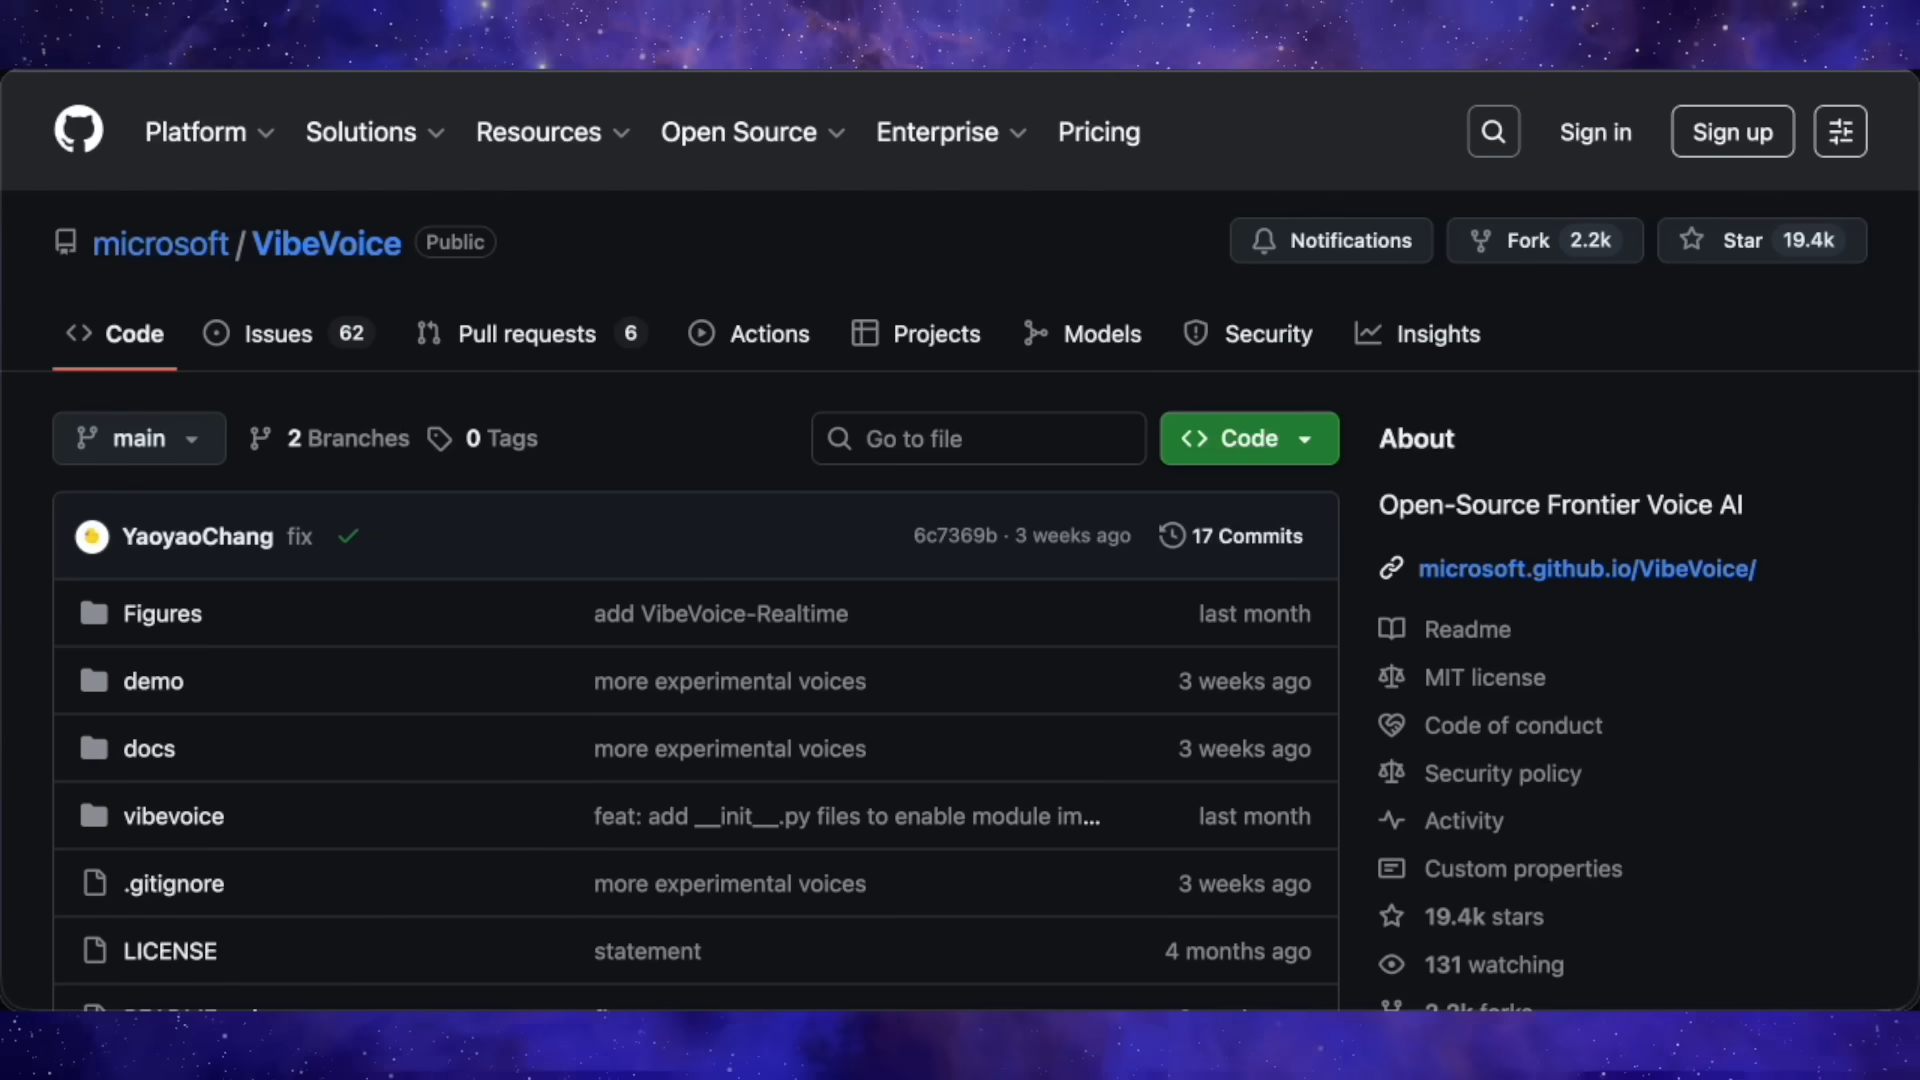 Platform Solutions Resources Open Source Enterprise Pricing Sign in Sign up
microsoft / VibeVoice Public Notifications Fork 2.2k Star 19.4k
Code Issues 62 Pull requests 6 Actions Projects Models Security Insights
main 2 Branches 0 Tags Go to file Code
About
YaoyaoChang fix 6c7369b · 3 weeks ago 17 Commits
Figures add VibeVoice-Realtime last month
demo more experimental voices 3 weeks ago
docs more experimental voices 3 weeks ago
vibevoice feat: add __init__.py files to enable module im... last month
.gitignore more experimental voices 3 weeks ago
LICENSE statement 4 months ago
Open-Source Frontier Voice AI
microsoft.github.io/VibeVoice/
Readme
MIT license
Code of conduct
Security policy
Activity
Custom properties
19.4k stars
131 watching
2.2k forks